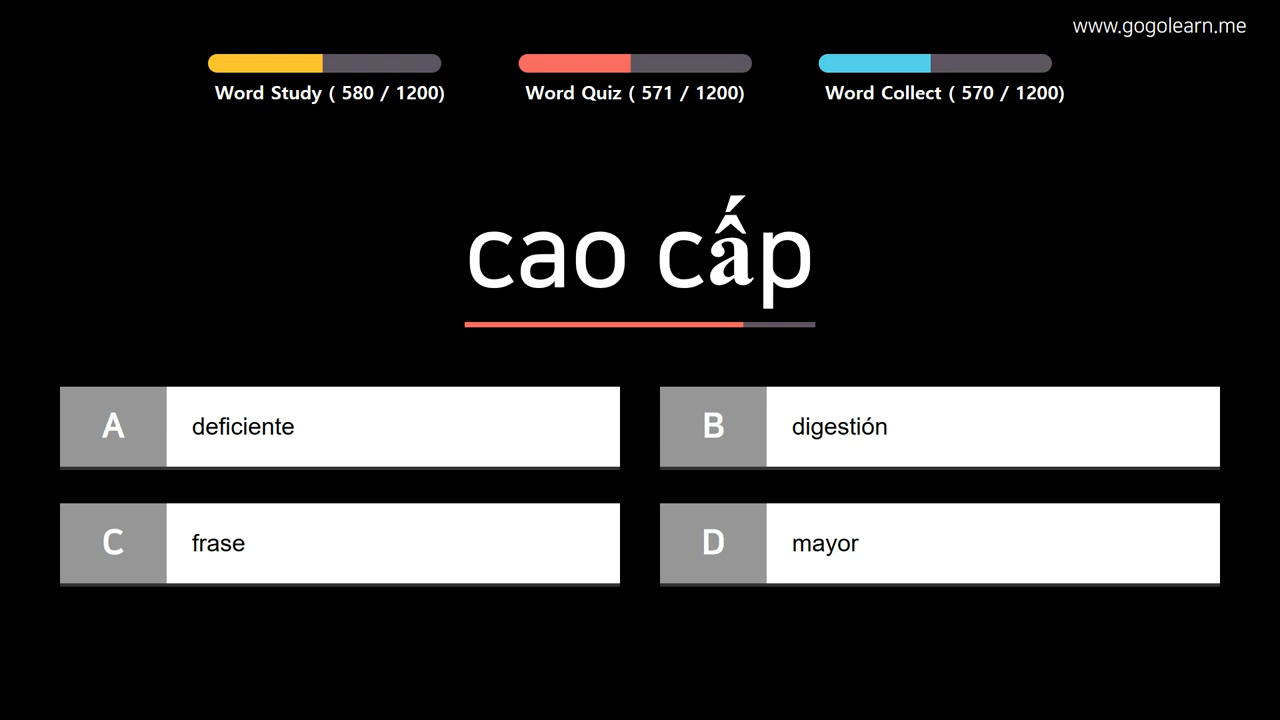 www.gogolearn.me
Word Study ( 580 / 1200)
Word Quiz ( 571 / 1200)
Word Collect ( 570 / 1200)
cao cấp
A deficiente
B digestión
C frase
D mayor